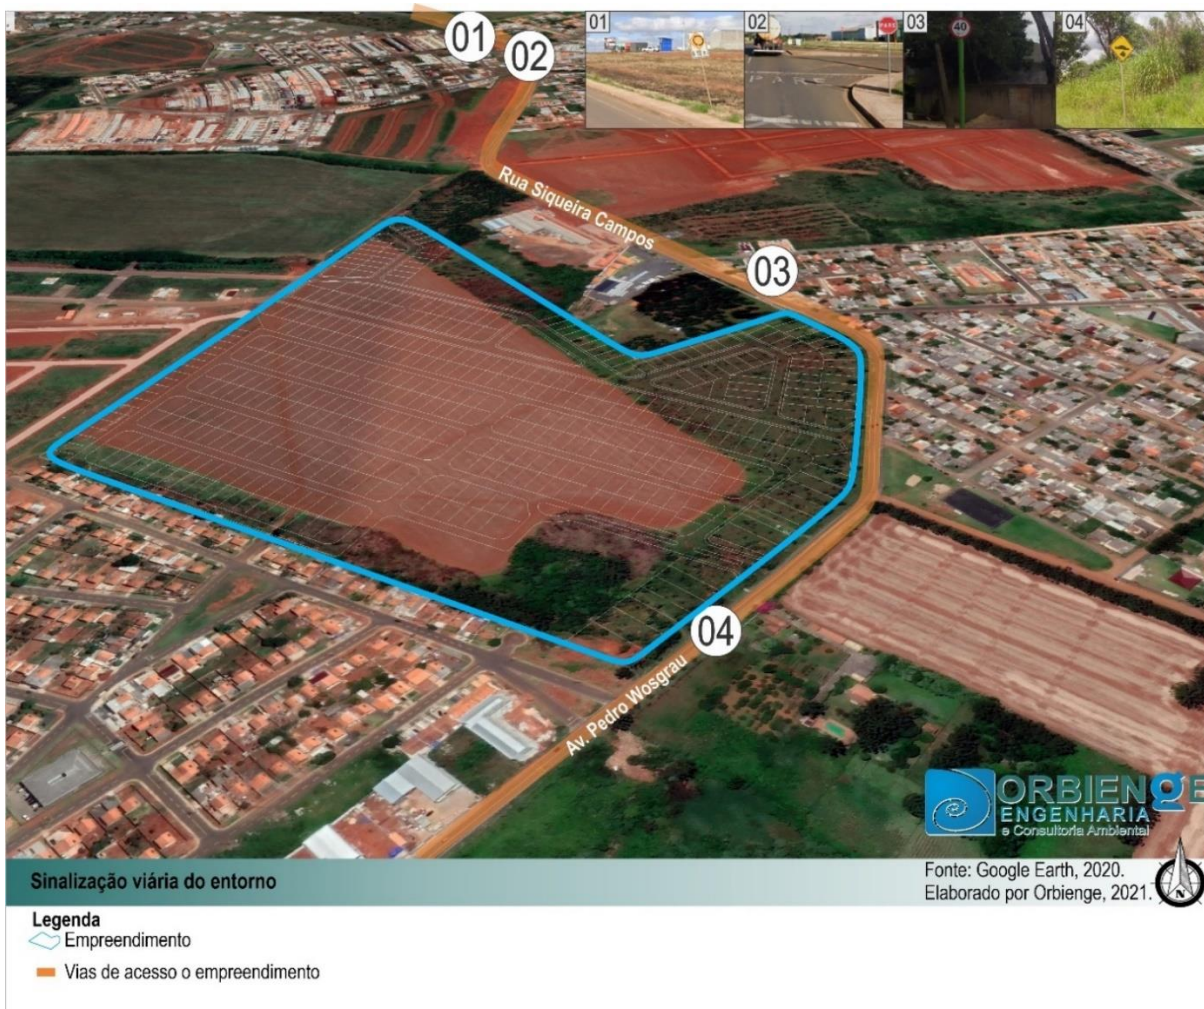 01
02
03
04
PARE
40
01
02
Rua Siqueira Campos
03
04
Av. Pedro Wosgrau
ORBIENGE
ENGENHARIA
e Consultoria Ambiental
Sinalização viária do entorno
Fonte: Google Earth, 2020.
Elaborado por Orbienge, 2021.
N
Legenda
Empreendimento
Vias de acesso o empreendimento